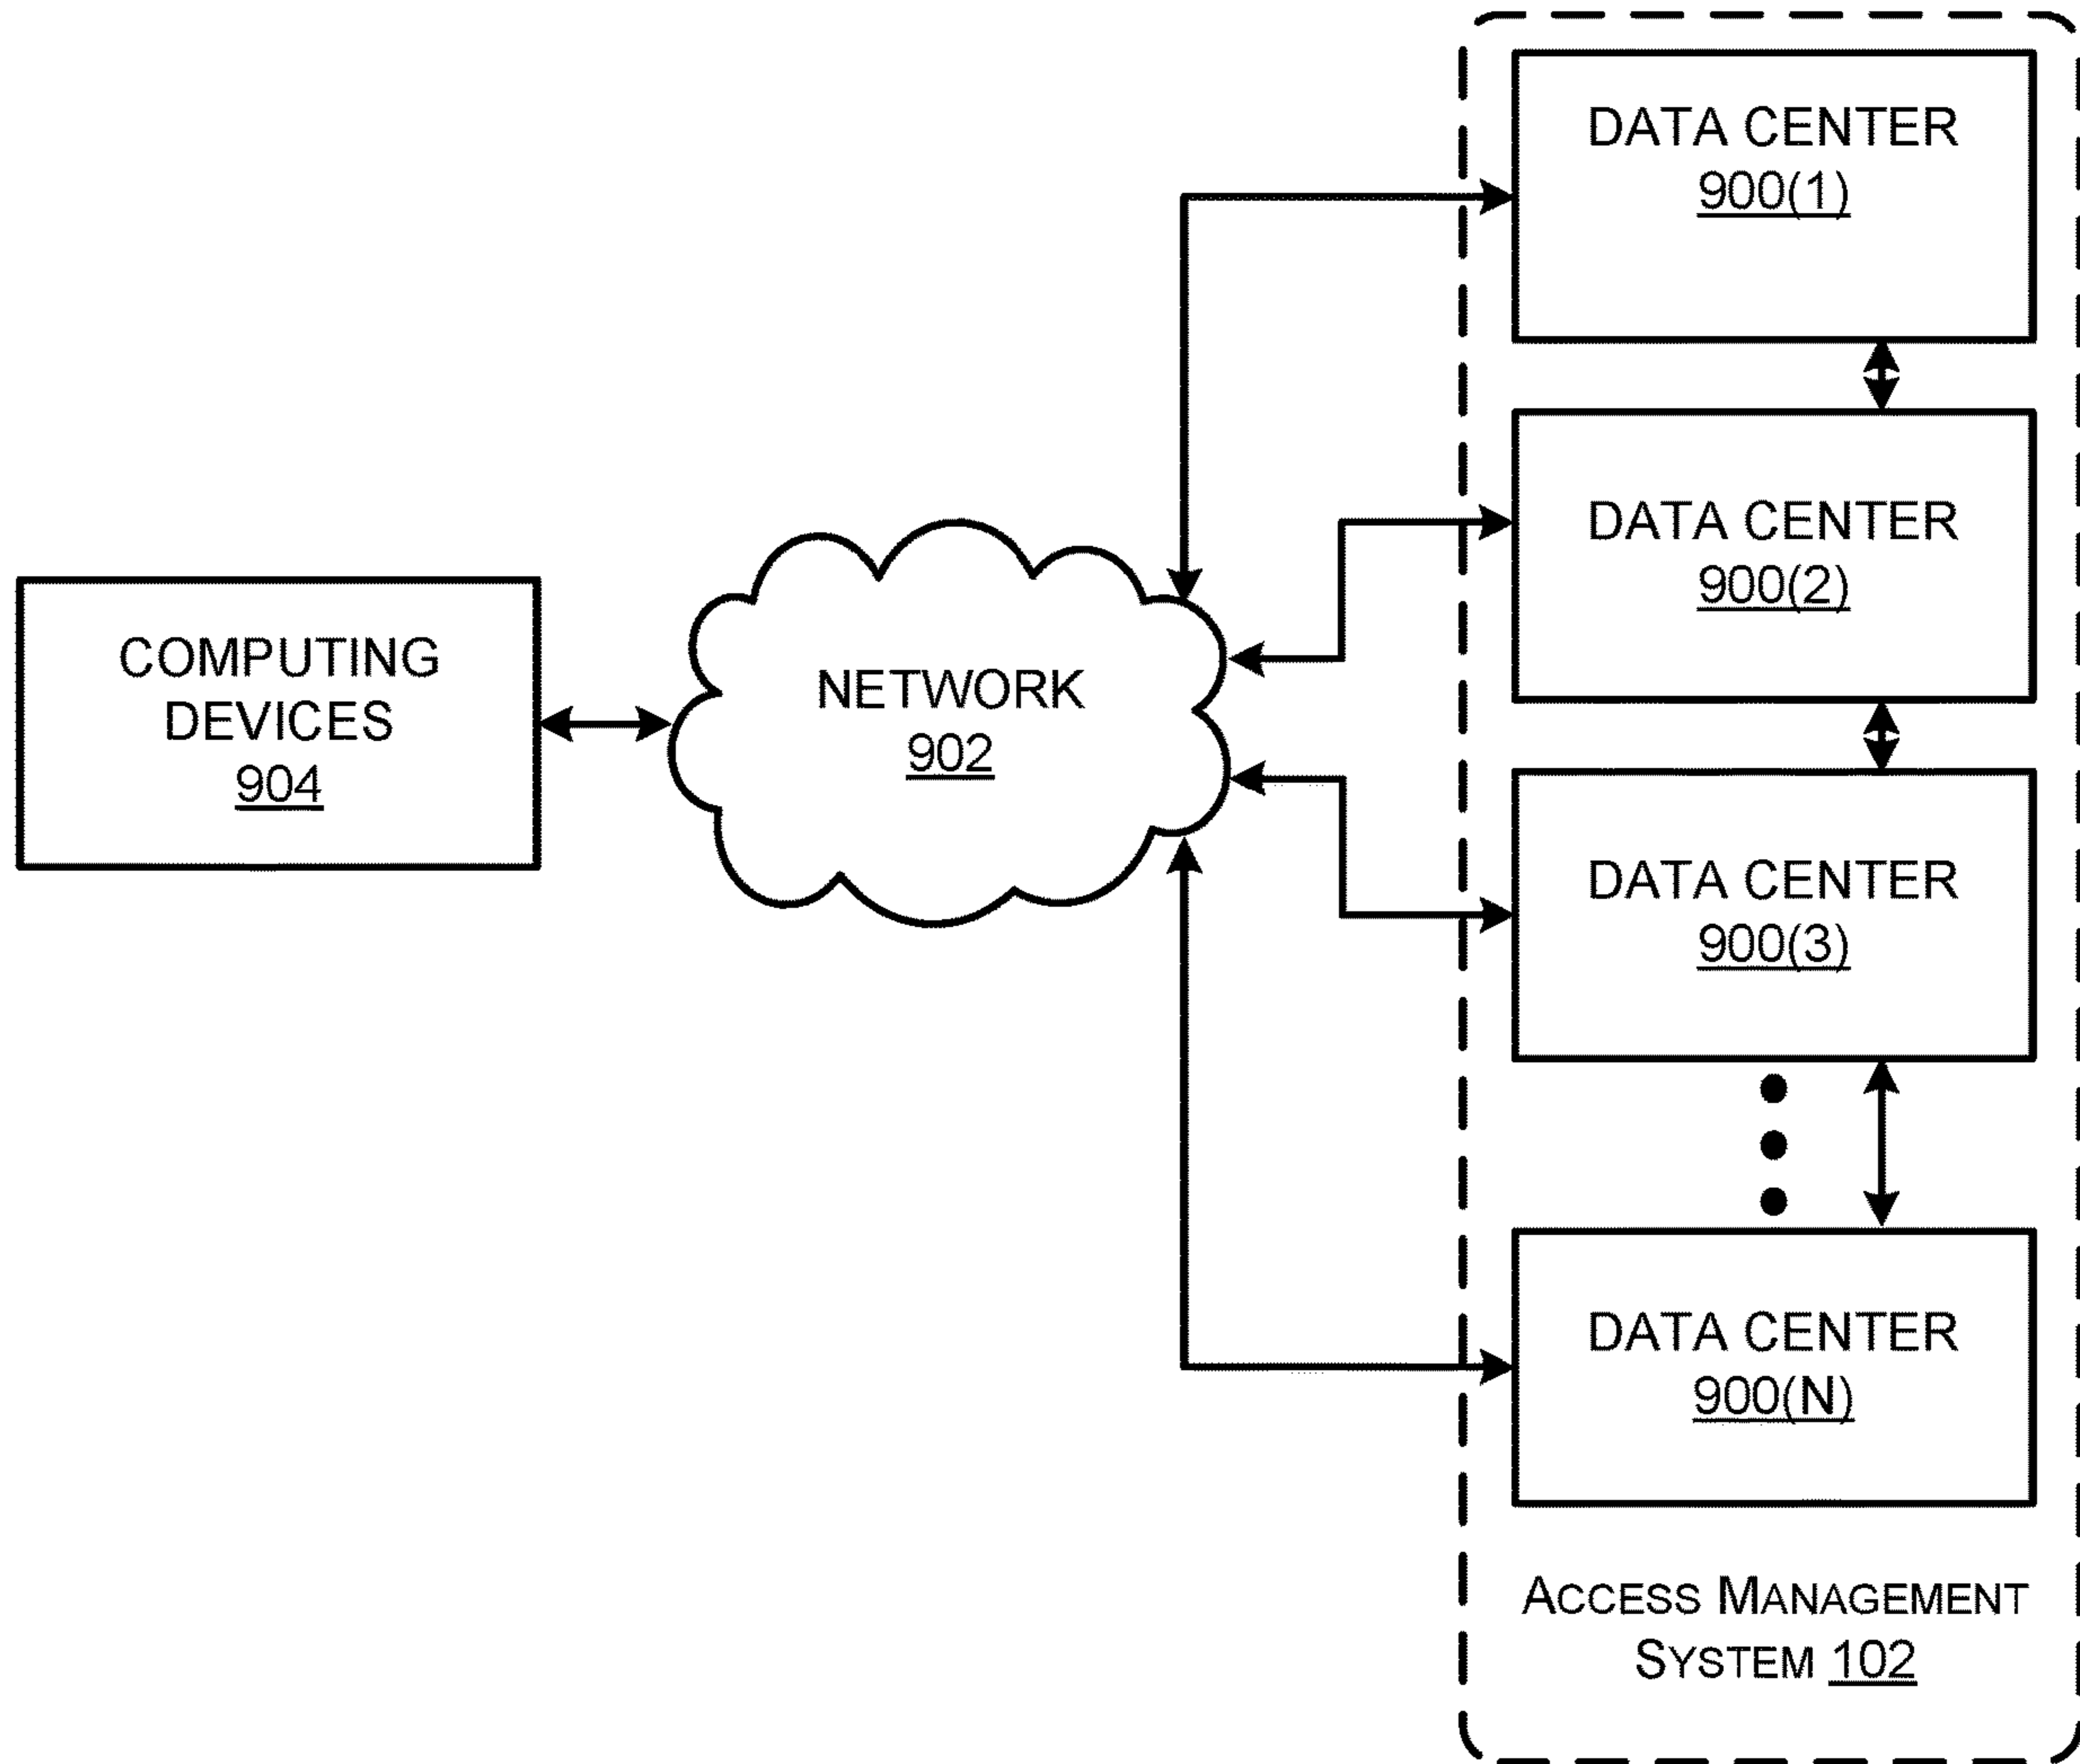 DATA CENTER
900(1)
DATA CENTER
900(2)
COMPUTING
DEVICES
904
NETWORK
902
DATA CENTER
900(3)
DATA CENTER
900(N)
ACCESS MANAGEMENT
SYSTEM 102